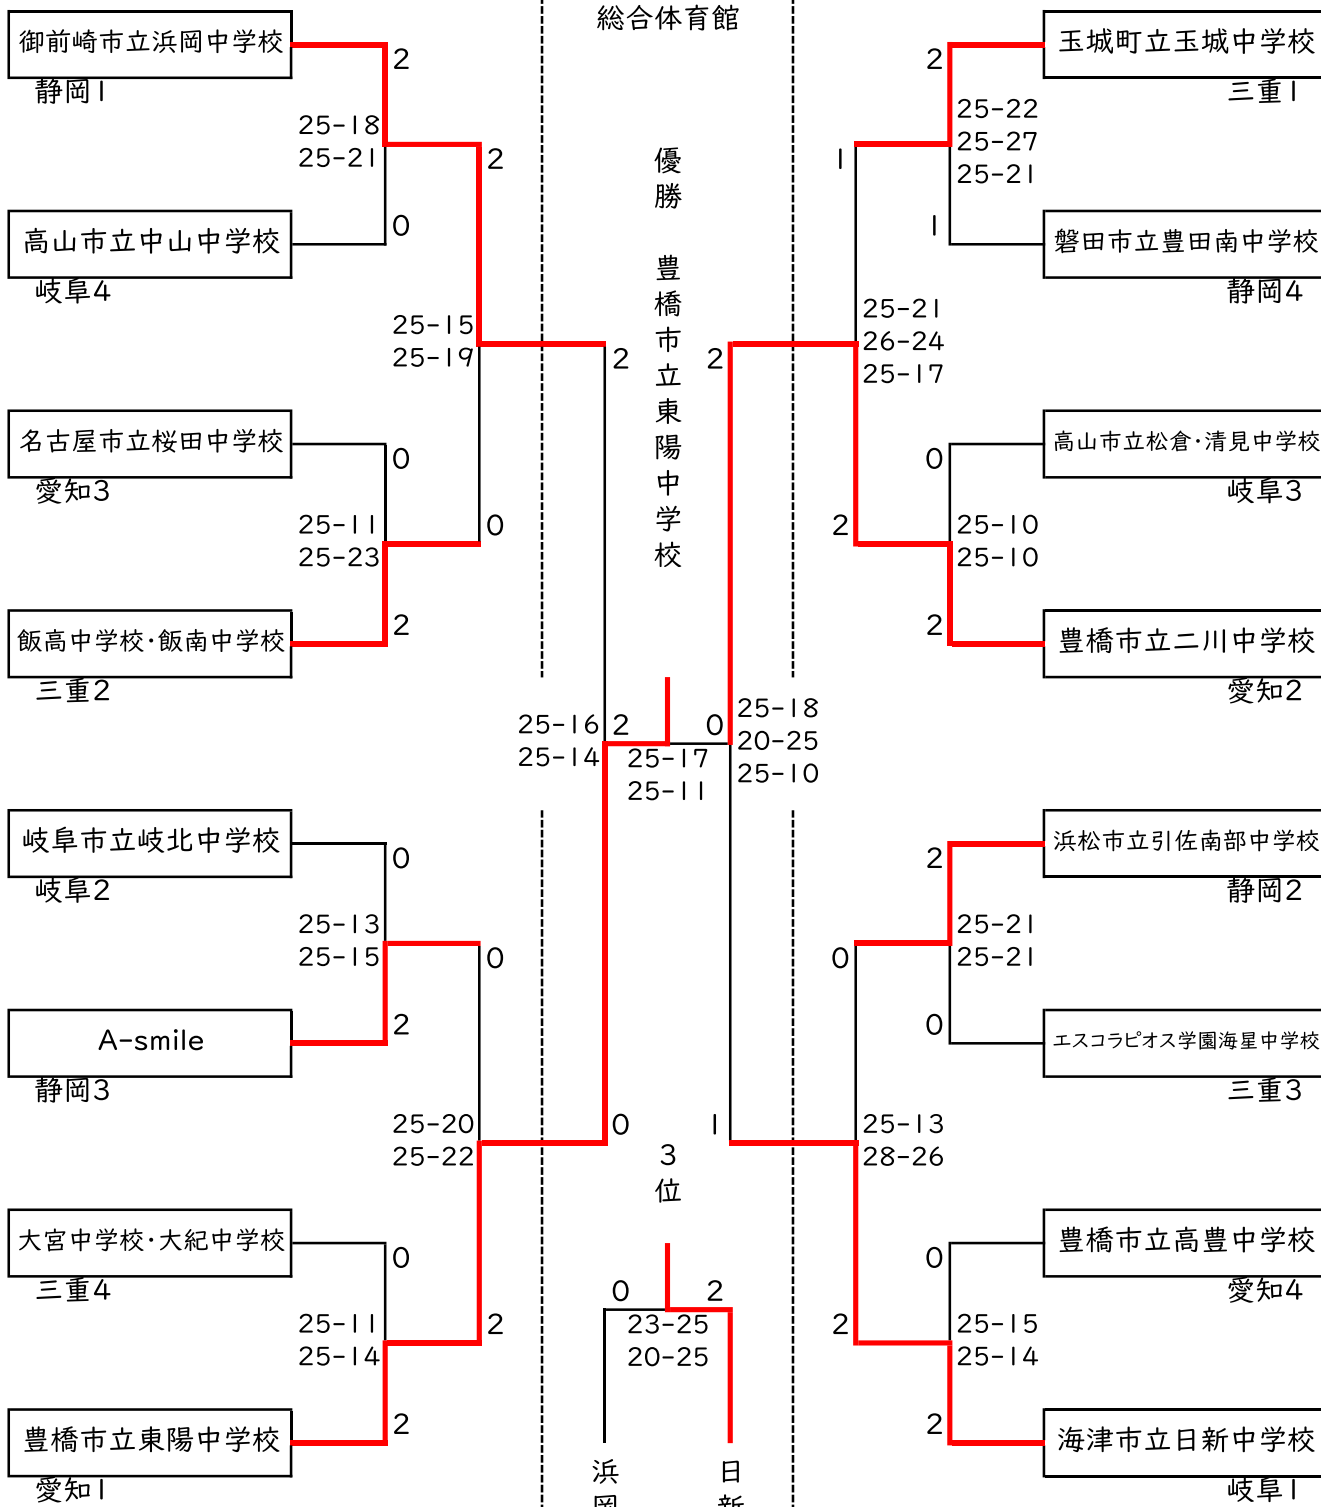 総合体育館
御前崎市立浜岡中学校
静岡1
2
25-18
25-21
0
高山市立中山中学校
岐阜4
2
25-15
25-19
0
名古屋市立桜田中学校
愛知3
0
25-11
25-23
2
飯高中学校・飯南中学校
三重2
2
25-16
25-14
0
岐阜市立岐北中学校
岐阜2
0
25-13
25-15
2
A-smile
静岡3
0
25-20
25-22
2
大宮中学校・大紀中学校
三重4
0
25-11
25-14
2
豊橋市立東陽中学校
愛知1
優勝 豊橋市立東陽中学校
2
0
25-17
25-11
3位
0
2
23-25
20-25
浜岡
日新
玉城町立玉城中学校
三重1
2
25-22
25-27
25-21
1
磐田市立豊田南中学校
静岡4
1
25-21
26-24
25-17
2
高山市立松倉・清見中学校
岐阜3
0
25-10
25-10
2
豊橋市立二川中学校
愛知2
2
25-18
20-25
25-10
1
浜松市立引佐南部中学校
静岡2
2
25-21
25-21
0
エスコラピオス学園海星中学校
三重3
0
25-13
28-26
2
豊橋市立高豊中学校
愛知4
0
25-15
25-14
2
海津市立日新中学校
岐阜1